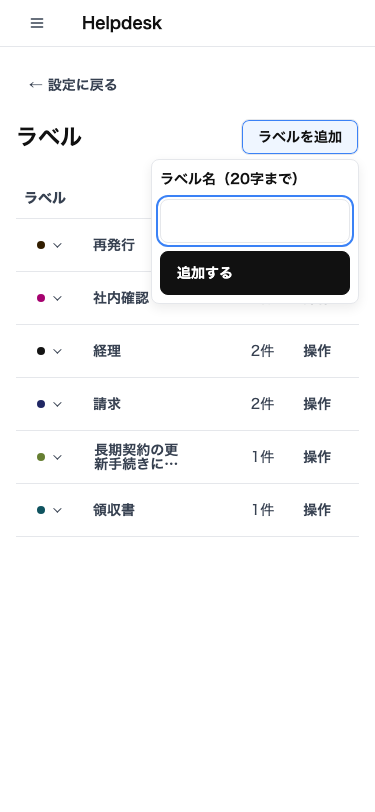 Helpdesk
← 設定に戻る
ラベル
ラベルを追加
ラベル名（20字まで）
追加する
ラベル
再発行
社内確認
経理 2件 操作
請求 2件 操作
長期契約の更
新手続きに… 1件 操作
領収書 1件 操作